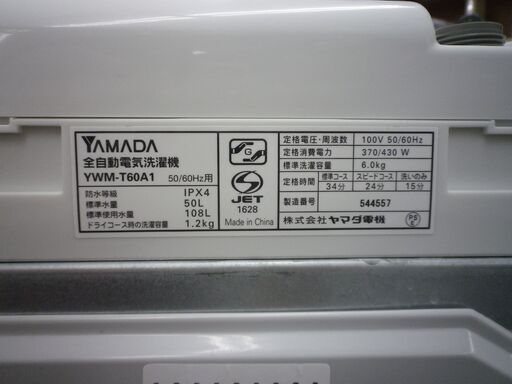 YAMADA
全自動電気洗濯機
YWM-T60A1 50/60Hz用
防水等級 IPX4
標準水量 50L
標準使用水量 108L
ドライコース時の洗濯容量 1.2kg
G
S
JET
1628
Made in China
定格電圧・周波数 100V 50/60Hz
定格消費電力 370/430 W
標準洗濯容量 6.0kg
定格時間 標準コース スピードコース 洗いのみ
34分 24分 15分
製造番号 544557
株式会社ヤマダ電機
PS
E